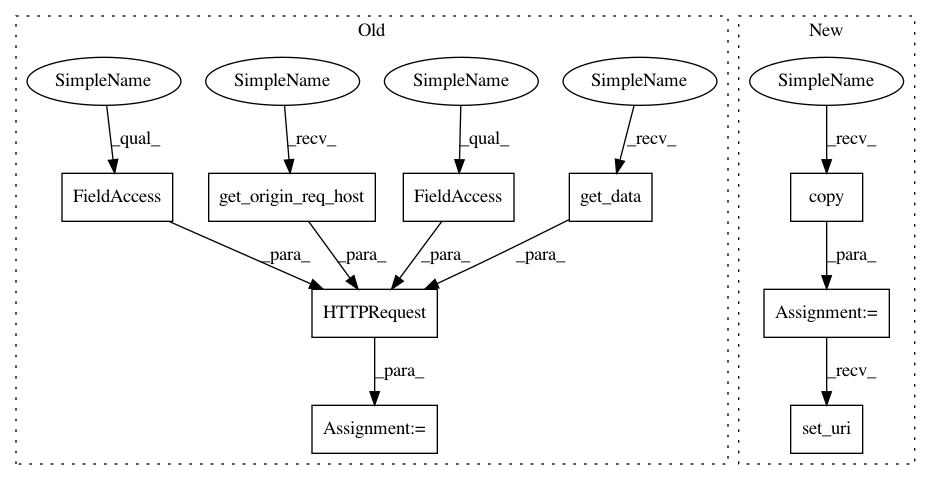 Old
New
SimpleName
SimpleName
SimpleName
SimpleName
SimpleName
_qual_
_recv_
_qual_
_recv_
_recv_
FieldAccess
get_origin_req_host
FieldAccess
get_data
copy
_para_
_para_
_para_
_para_
_para_
HTTPRequest
Assignment:=
_para_
_recv_
Assignment:=
set_uri